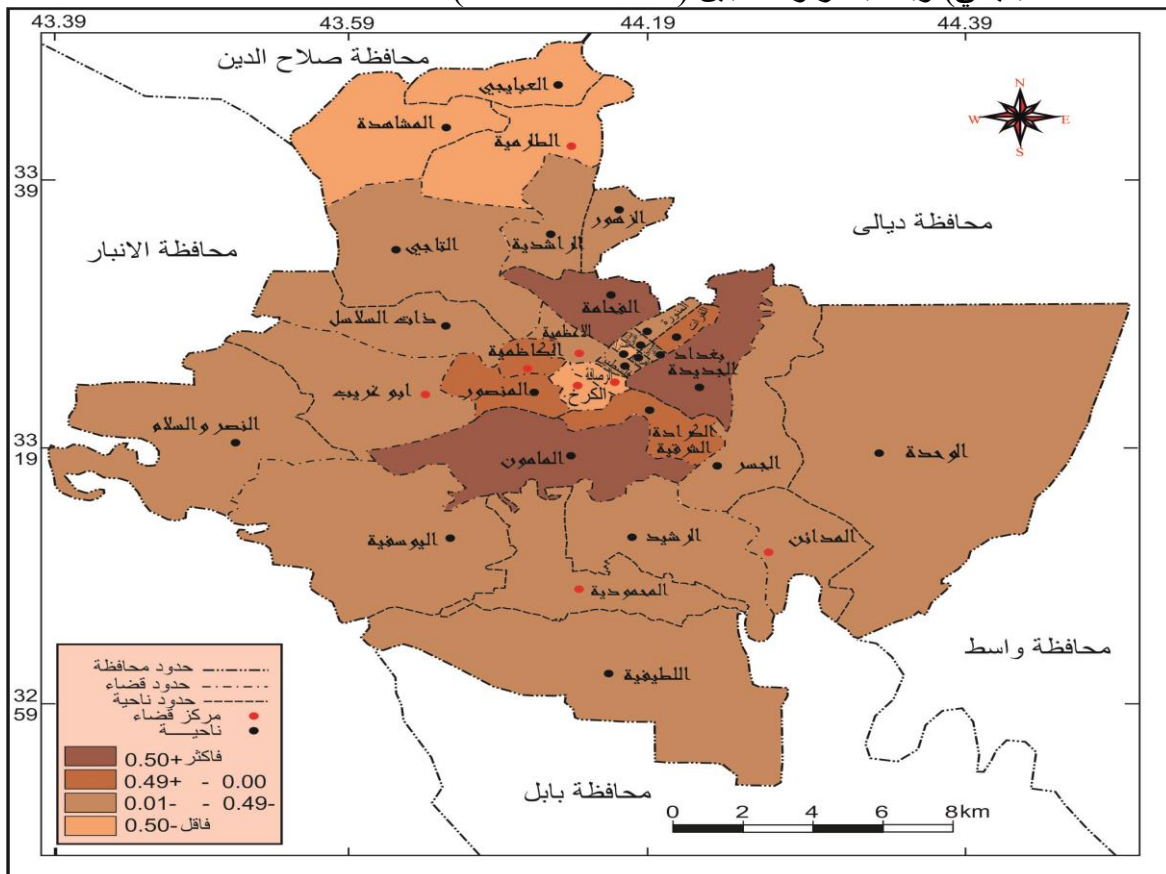 43.39 43.59 44.19 44.39
محافظة صلاح الدين
العبايجي
المشاهدة
الطارمية
N
W E
S
33
39
الزهور
محافظة ديالى
الراشدية
التاجي
محافظة الانبار
الفحامة
ذات السلاسل
الاعظمية
الكاظمية
بغداد
الجديدة
الكرخ
المنصور
ابو غريب
النصر والسلام
33
19
الكرادة
الشرقية
الوحدة
المامون
الجسر
المدائن
الرشيد
اليوسفية
المحمودية
محافظة واسط
اللطيفية
32
59
حدود محافظة
حدود قضاء
حدود ناحية
مركز قضاء
ناحيــــة
0.50+ فاكثر
0.49+ - 0.00
0.01- - 0.49-
0.50- فاقل
محافظة بابل
0 2 4 6 8km